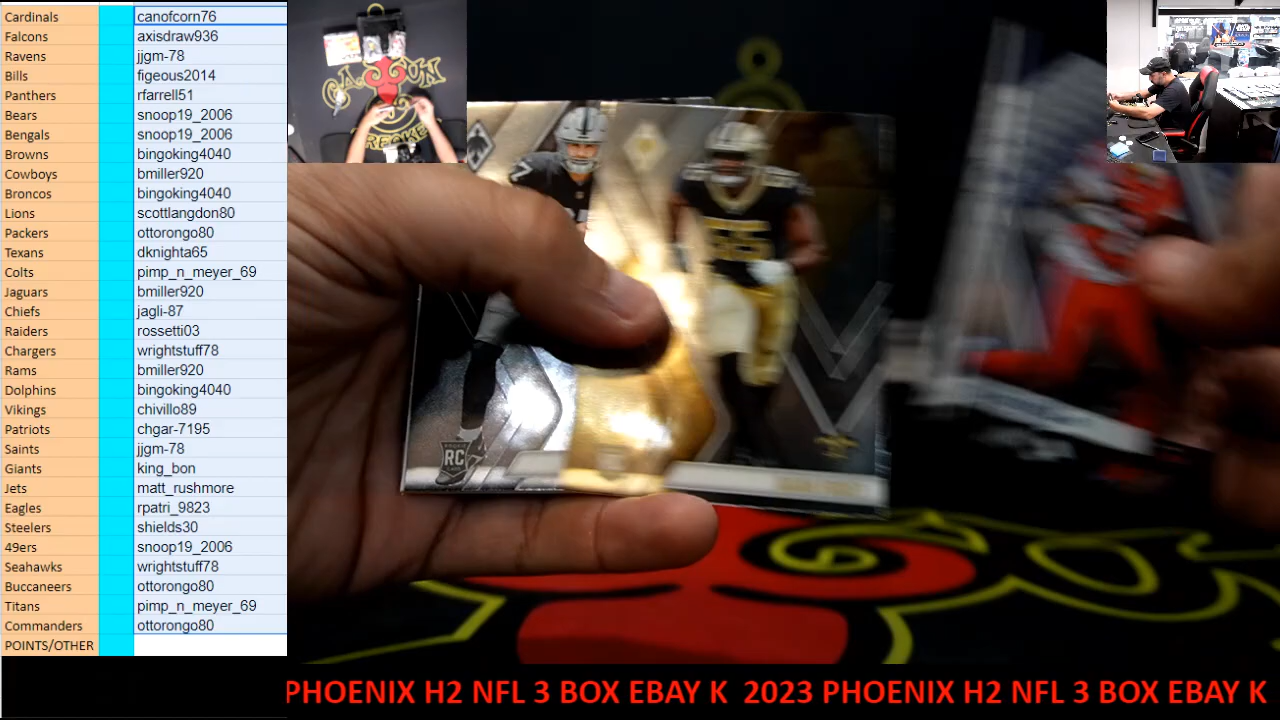 Cardinals canofcorn76
Falcons axisdraw936
Ravens jjgm-78
Bills figeous2014
Panthers rfarrell51
Bears snoop19_2006
Bengals snoop19_2006
Browns bingoking4040
Cowboys bmiller920
Broncos bingoking4040
Lions scottlangdon80
Packers ottorongo80
Texans dknighta65
Colts pimp_n_meyer_69
Jaguars bmiller920
Chiefs jagli-87
Raiders rossetti03
Chargers wrightstuff78
Rams bmiller920
Dolphins bingoking4040
Vikings chivillo89
Patriots chgar-7195
Saints jjgm-78
Giants king_bon
Jets matt_rushmore
Eagles rpatri_9823
Steelers shields30
49ers snoop19_2006
Seahawks wrightstuff78
Buccaneers ottorongo80
Titans pimp_n_meyer_69
Commanders ottorongo80
POINTS/OTHER
RC
PHOENIX H2 NFL 3 BOX EBAY K 2023 PHOENIX H2 NFL 3 BOX EBAY K